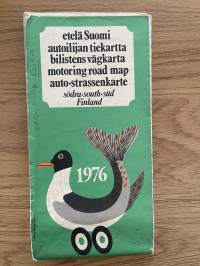 etelä Suomi
autoilijan tiekartta
bilistens vägkarta
motoring road map
auto-strassenkarte
södra-south-süd
Finland
1976